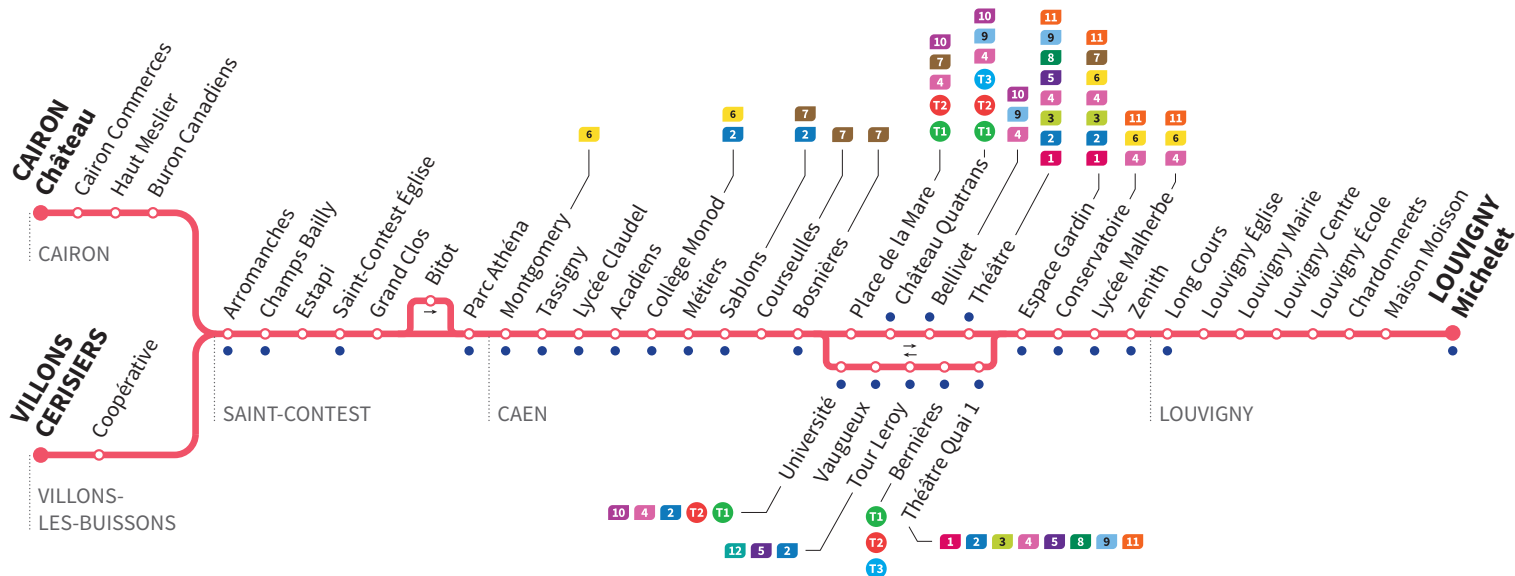 CAIRON
Château
Cairon Commerces
Haut Meslier
Buron Canadiens
CAIRON
VILLONS
CERISIERS
Coopérative
VILLONS-
LES-BUISSONS
Arromanches
Champs Bailly
Estapi
Saint-Contest Église
Grand Clos
Bitot
→
Parc Athéna
SAINT-CONTEST
6
Montgomery
Tassigny
Lycée Claudel
Acadiens
6
2
Collège Monod
Métiers
7
2
Sablons
7
Courseulles
7
Bosnières
10
7
4
T2
T1
Place de la Mare
10
9
4
T3
T2
T1
Château Quatrans
10
9
4
Bellivet
11
9
8
5
4
3
2
1
Théâtre
→
←
11
7
6
4
3
2
1
Espace Gardin
11
6
4
Conservatoire
11
6
4
Lycée Malherbe
Zenith
CAEN
Université
10 4 2 T2 T1
Vaugueux
Tour Leroy
12 5 2
Bernières
T1
T2
T3
Théâtre Quai 1
1 2 3 4 5 8 9 11
Long Cours
Louvigny Église
Louvigny Mairie
Louvigny Centre
Louvigny École
Chardonnerets
Maison Moisson
LOUVIGNY
Michelet
LOUVIGNY